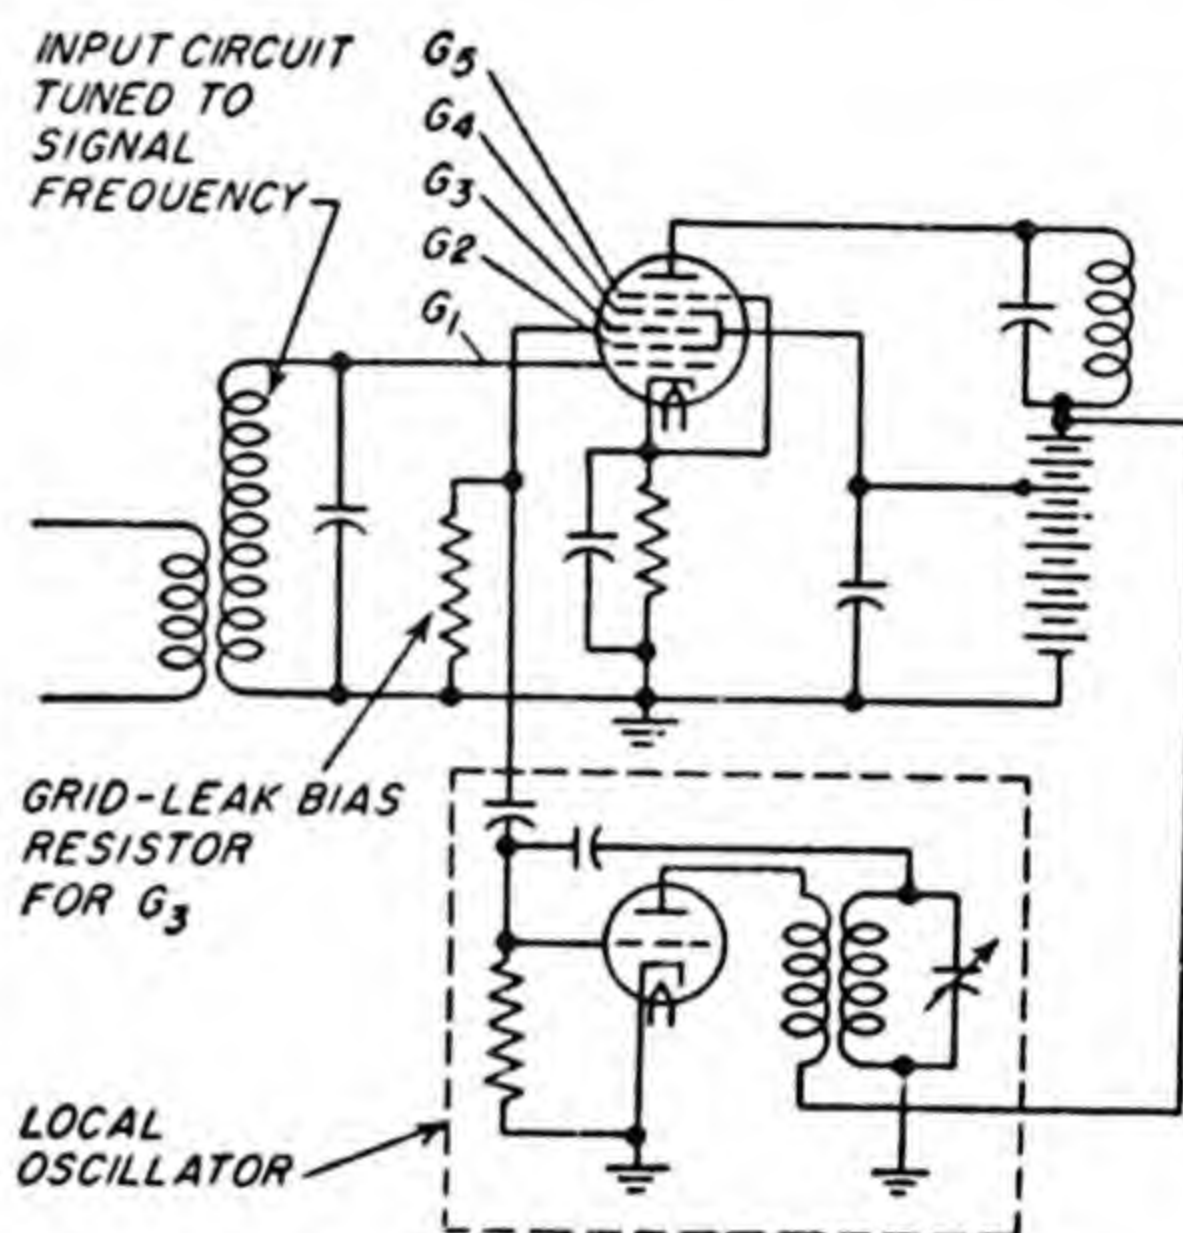 INPUT CIRCUIT
TUNED TO
SIGNAL
FREQUENCY
G5
G4
G3
G2
G1
GRID-LEAK BIAS
RESISTOR
FOR G3
LOCAL
OSCILLATOR